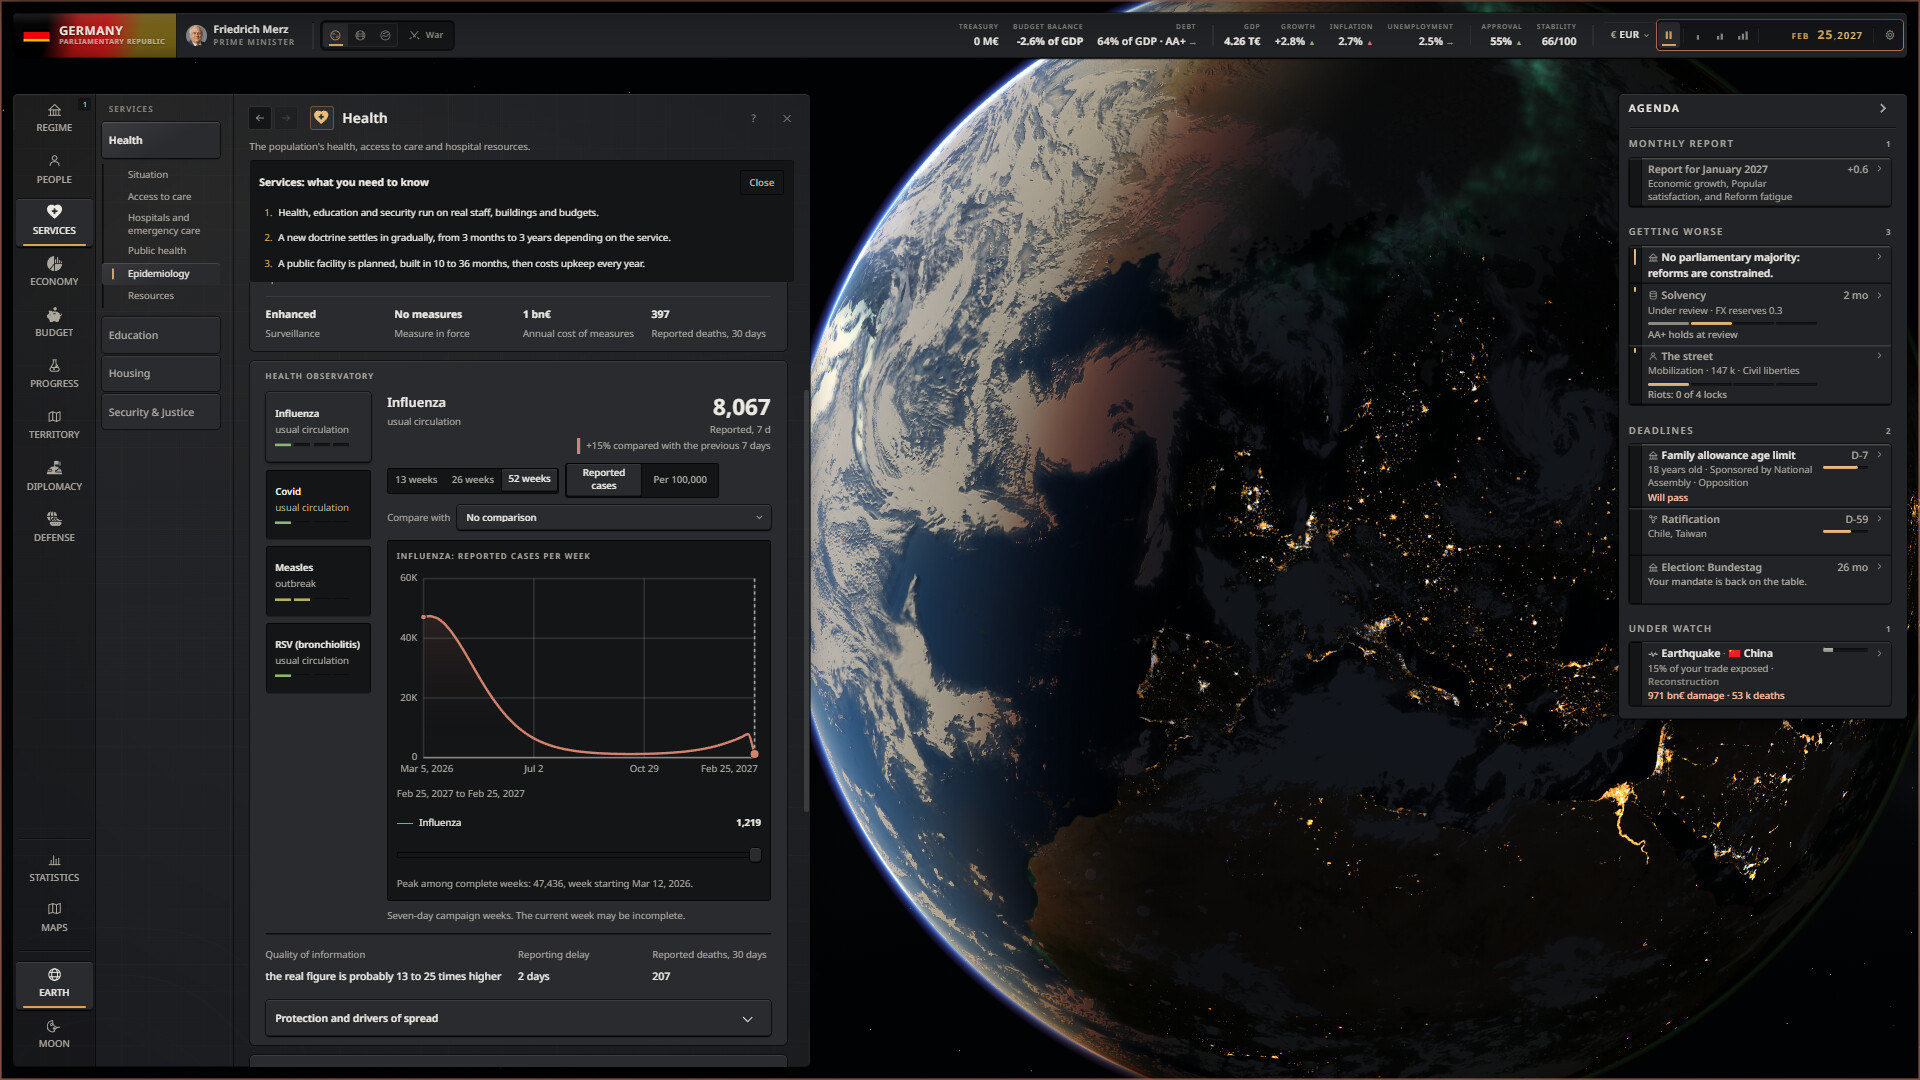 GERMANY
PARLIAMENTARY REPUBLIC
Friedrich Merz
PRIME MINISTER
War
TREASURY
0 M€
BUDGET BALANCE
-2.6% of GDP
DEBT
64% of GDP · AA+ →
GDP
4.26 T€
GROWTH
+2.8% ▲
INFLATION
2.7% ▲
UNEMPLOYMENT
2.5% →
APPROVAL
55% ▲
STABILITY
66/100
€ EUR
FEB 25, 2027
REGIME
1
PEOPLE
SERVICES
ECONOMY
BUDGET
PROGRESS
TERRITORY
DIPLOMACY
DEFENSE
STATISTICS
MAPS
EARTH
MOON
SERVICES
Health
Situation
Access to care
Hospitals and
emergency care
Public health
Epidemiology
Resources
Education
Housing
Security & Justice
Health
?
The population's health, access to care and hospital resources.
Services: what you need to know
Close
1. Health, education and security run on real staff, buildings and budgets.
2. A new doctrine settles in gradually, from 3 months to 3 years depending on the service.
3. A public facility is planned, built in 10 to 36 months, then costs upkeep every year.
Enhanced
Surveillance
No measures
Measure in force
1 bn€
Annual cost of measures
397
Reported deaths, 30 days
HEALTH OBSERVATORY
Influenza
usual circulation
Covid
usual circulation
Measles
outbreak
RSV (bronchiolitis)
usual circulation
Influenza
usual circulation
8,067
Reported, 7 d
+15% compared with the previous 7 days
13 weeks
26 weeks
52 weeks
Reported
cases
Per 100,000
Compare with
No comparison
INFLUENZA: REPORTED CASES PER WEEK
60K
40K
20K
0
Mar 5, 2026
Jul 2
Oct 29
Feb 25, 2027
Feb 25, 2027 to Feb 25, 2027
Influenza
1,219
Peak among complete weeks: 47,436, week starting Mar 12, 2026.
Seven-day campaign weeks. The current week may be incomplete.
Quality of information
the real figure is probably 13 to 25 times higher
Reporting delay
2 days
Reported deaths, 30 days
207
Protection and drivers of spread
AGENDA
MONTHLY REPORT
1
Report for January 2027
+0.6
Economic growth, Popular
satisfaction, and Reform fatigue
GETTING WORSE
3
No parliamentary majority:
reforms are constrained.
Solvency
2 mo
Under review · FX reserves 0.3
AA+ holds at review
The street
Mobilization · 147 k · Civil liberties
Riots: 0 of 4 locks
DEADLINES
2
Family allowance age limit
D-7
18 years old · Sponsored by National
Assembly · Opposition
Will pass
Ratification
D-59
Chile, Taiwan
Election: Bundestag
26 mo
Your mandate is back on the table.
UNDER WATCH
1
Earthquake · China
15% of your trade exposed ·
Reconstruction
971 bn€ damage · 53 k deaths